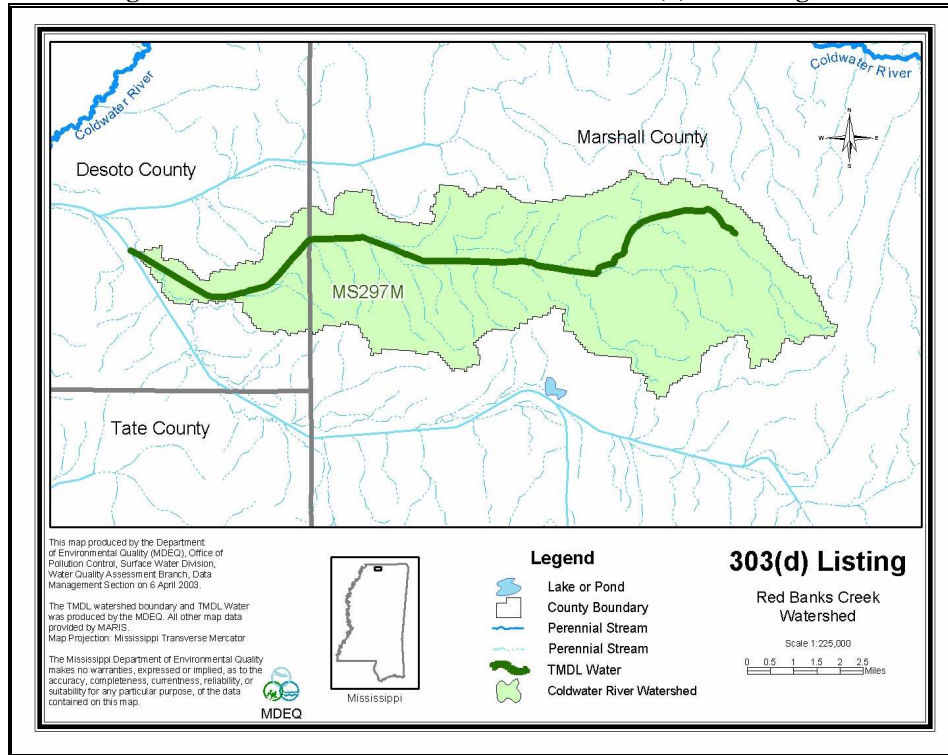 Coldwater River
Coldwater River
Marshall County
N
W E
S
Desoto County
MS297M
Tate County
This map produced by the Department
of Environmental Quality (MDEQ), Office of
Pollution Control, Surface Water Division,
Water Quality Assessment Branch, Data
Management Section on 6 April 2003.
The TMDL watershed boundary and TMDL Water
was produced by the MDEQ. All other map data
provided by MARIS.
Map Projection: Mississippi Transverse Mercator
The Mississippi Department of Environmental Quality
makes no warranties, expressed or implied, as to the
accuracy, completeness, currentness, reliability, or
suitability for any particular purpose, of the data
contained on this map.
MDEQ
Mississippi
Legend
Lake or Pond
County Boundary
Perennial Stream
Perennial Stream
TMDL Water
Coldwater River Watershed
303(d) Listing
Red Banks Creek
Watershed
Scale 1:225,000
0 0.5 1 1.5 2 2.5
Miles